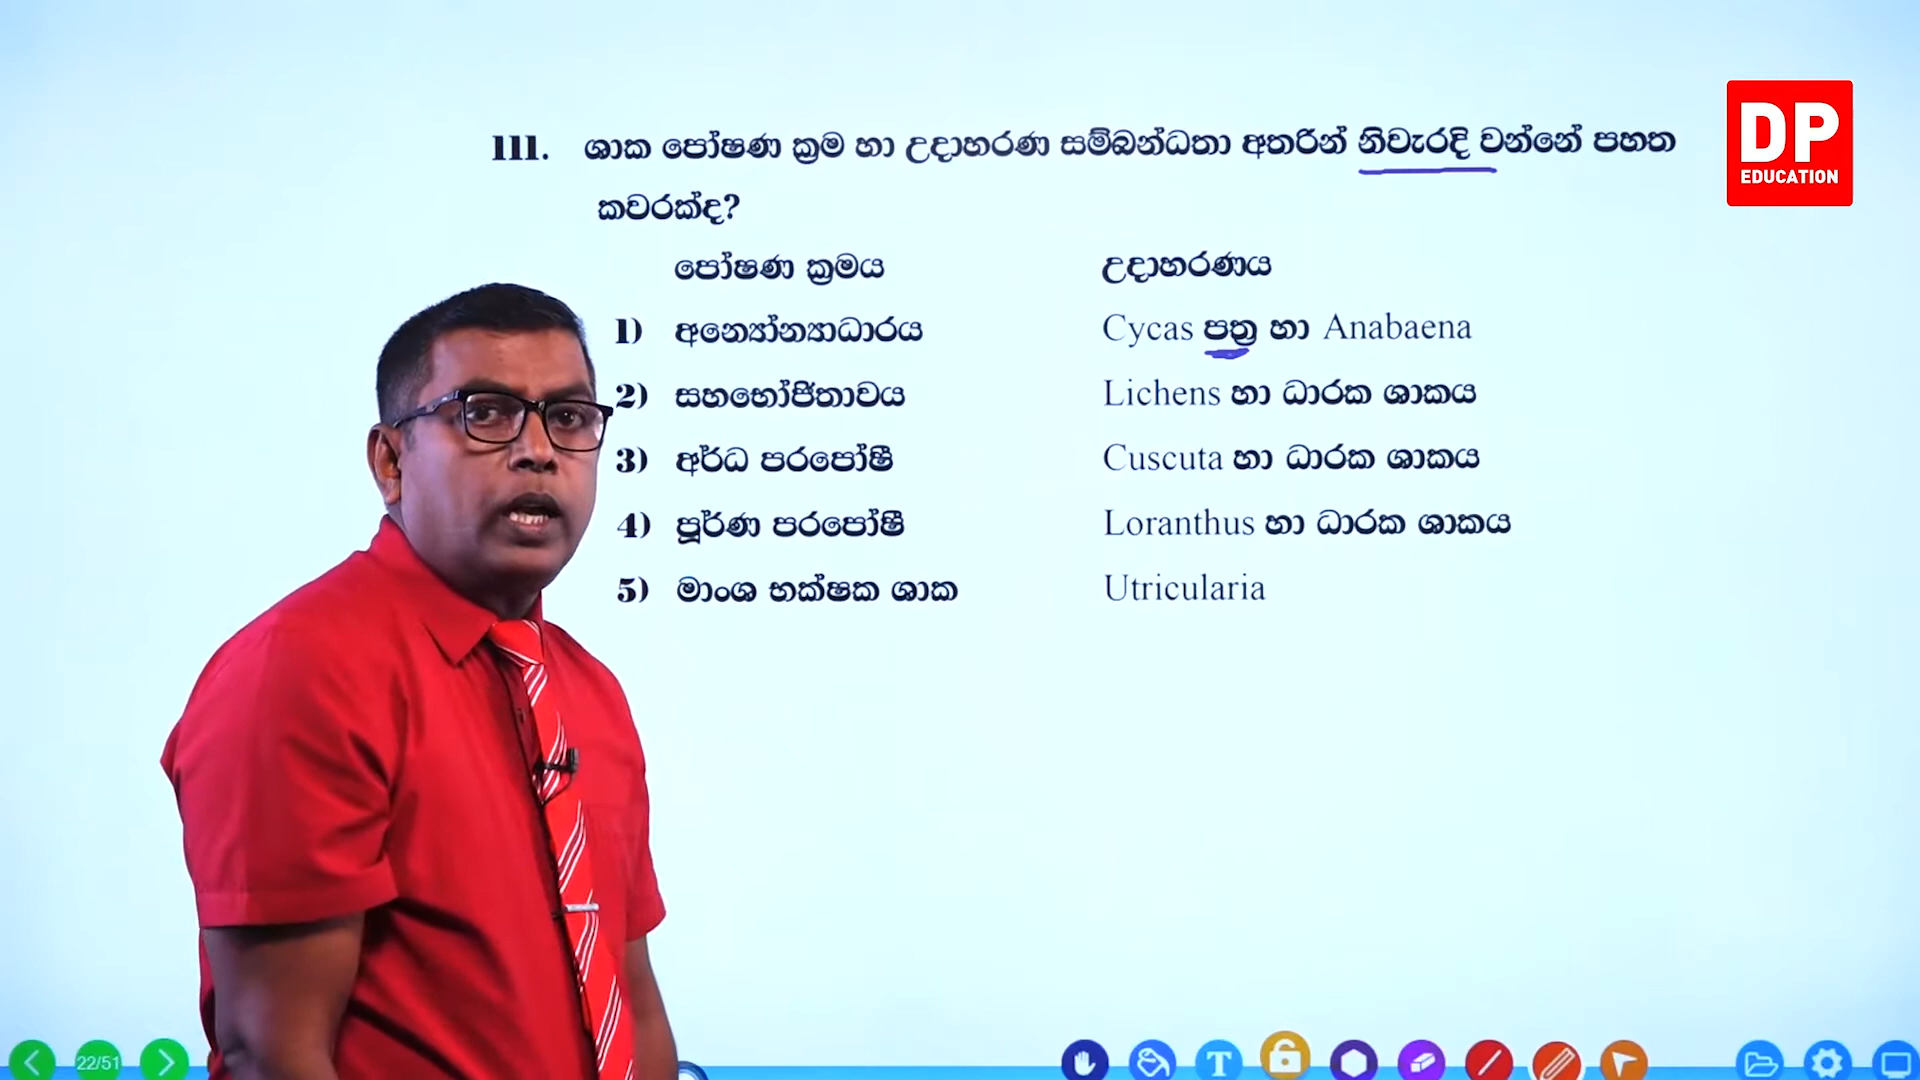 DP
EDUCATION
111. ශාක පෝෂණ ක්‍රම හා උදාහරණ සම්බන්ධතා අතරින් නිවැරදි වන්නේ පහත
කවරක්ද?
පෝෂණ ක්‍රමය උදාහරණය
1) අන්‍යෝන්‍යාධාරය Cycas පත්‍ර හා Anabaena
2) සහභෝජිතාවය Lichens හා ධාරක ශාකය
3) අර්ධ පරපෝෂී Cuscuta හා ධාරක ශාකය
4) පූර්ණ පරපෝෂී Loranthus හා ධාරක ශාකය
5) මාංශ භක්ෂක ශාක Utricularia
22/51
T